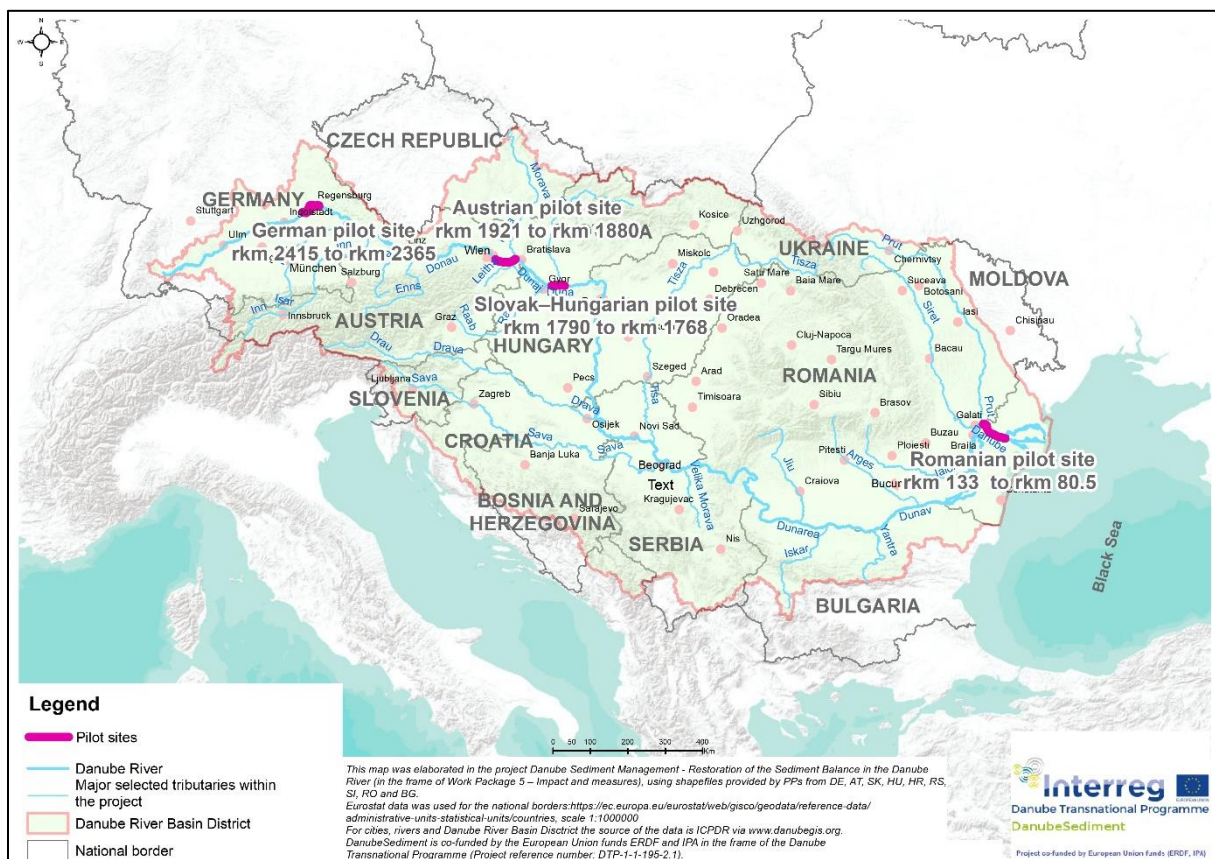 N
W
E
S
CZECH REPUBLIC
Morava
GERMANY
Regensburg
Stuttgart
Ingolstadt
Austrian pilot site
Kosice
Uzhgorod
Ulm
German pilot site
rkm 1921 to rkm 1880A
rkm 2415 to rkm 2365
Inn
Linz
Donau
Wien
Bratislava
Miskolc
UKRAINE
Prut
Chernivtsy
Tisza
Tisza
München
Salzburg
Leitha
Dunaj
Gyor
Duna
Satu Mare
Baia Mare
Suceava
Botosani
MOLDOVA
Isar
Enns
Slovak–Hungarian pilot site
Debrecen
Siret
Inn
Innsbruck
AUSTRIA
Graz
Raab
rkm 1790 to rkm 1768
Oradea
Iasi
Chisinau
Drau
Drava
HUNGARY
Cluj-Napoca
Targu Mures
Bacau
Ljubljana
Sava
Szeged
Arad
ROMANIA
SLOVENIA
Zagreb
Pecs
Tisa
Timisoara
Sibiu
Brasov
Prut
Drava
Galati
CROATIA
Osijek
Novi Sad
Buzau
Danube
Sava
Sava
Ploiesti
Braila
Banja Luka
Beograd
Jiu
Pitesti
Arges
Romanian pilot site
Text
Velika Morava
Craiova
rkm 133 to rkm 80.5
BOSNIA AND
HERZEGOVINA
Kragujevac
Sarajevo
Dunarea
Dunav
SERBIA
Nis
Iskar
Yantra
Black Sea
BULGARIA
Legend
Pilot sites
Danube River
Major selected tributaries within
the project
Danube River Basin District
National border
0 50 100 200 300 400
Km
This map was elaborated in the project Danube Sediment Management - Restoration of the Sediment Balance in the Danube
River (in the frame of Work Package 5 – Impact and measures), using shapefiles provided by PPs from DE, AT, SK, HU, HR, RS,
SI, RO and BG.
Eurostat data was used for the national borders:https://ec.europa.eu/eurostat/web/gisco/geodata/reference-data/
administrative-units-statistical-units/countries, scale 1:1000000
For cities, rivers and Danube River Basin Disctrict the source of the data is ICPDR via www.danubegis.org.
DanubeSediment is co-funded by the European Union funds ERDF and IPA in the frame of the Danube
Transnational Programme (Project reference number: DTP-1-1-195-2.1).
Interreg
EUROPEAN UNION
Danube Transnational Programme
DanubeSediment
Project co-funded by European Union funds (ERDF, IPA)